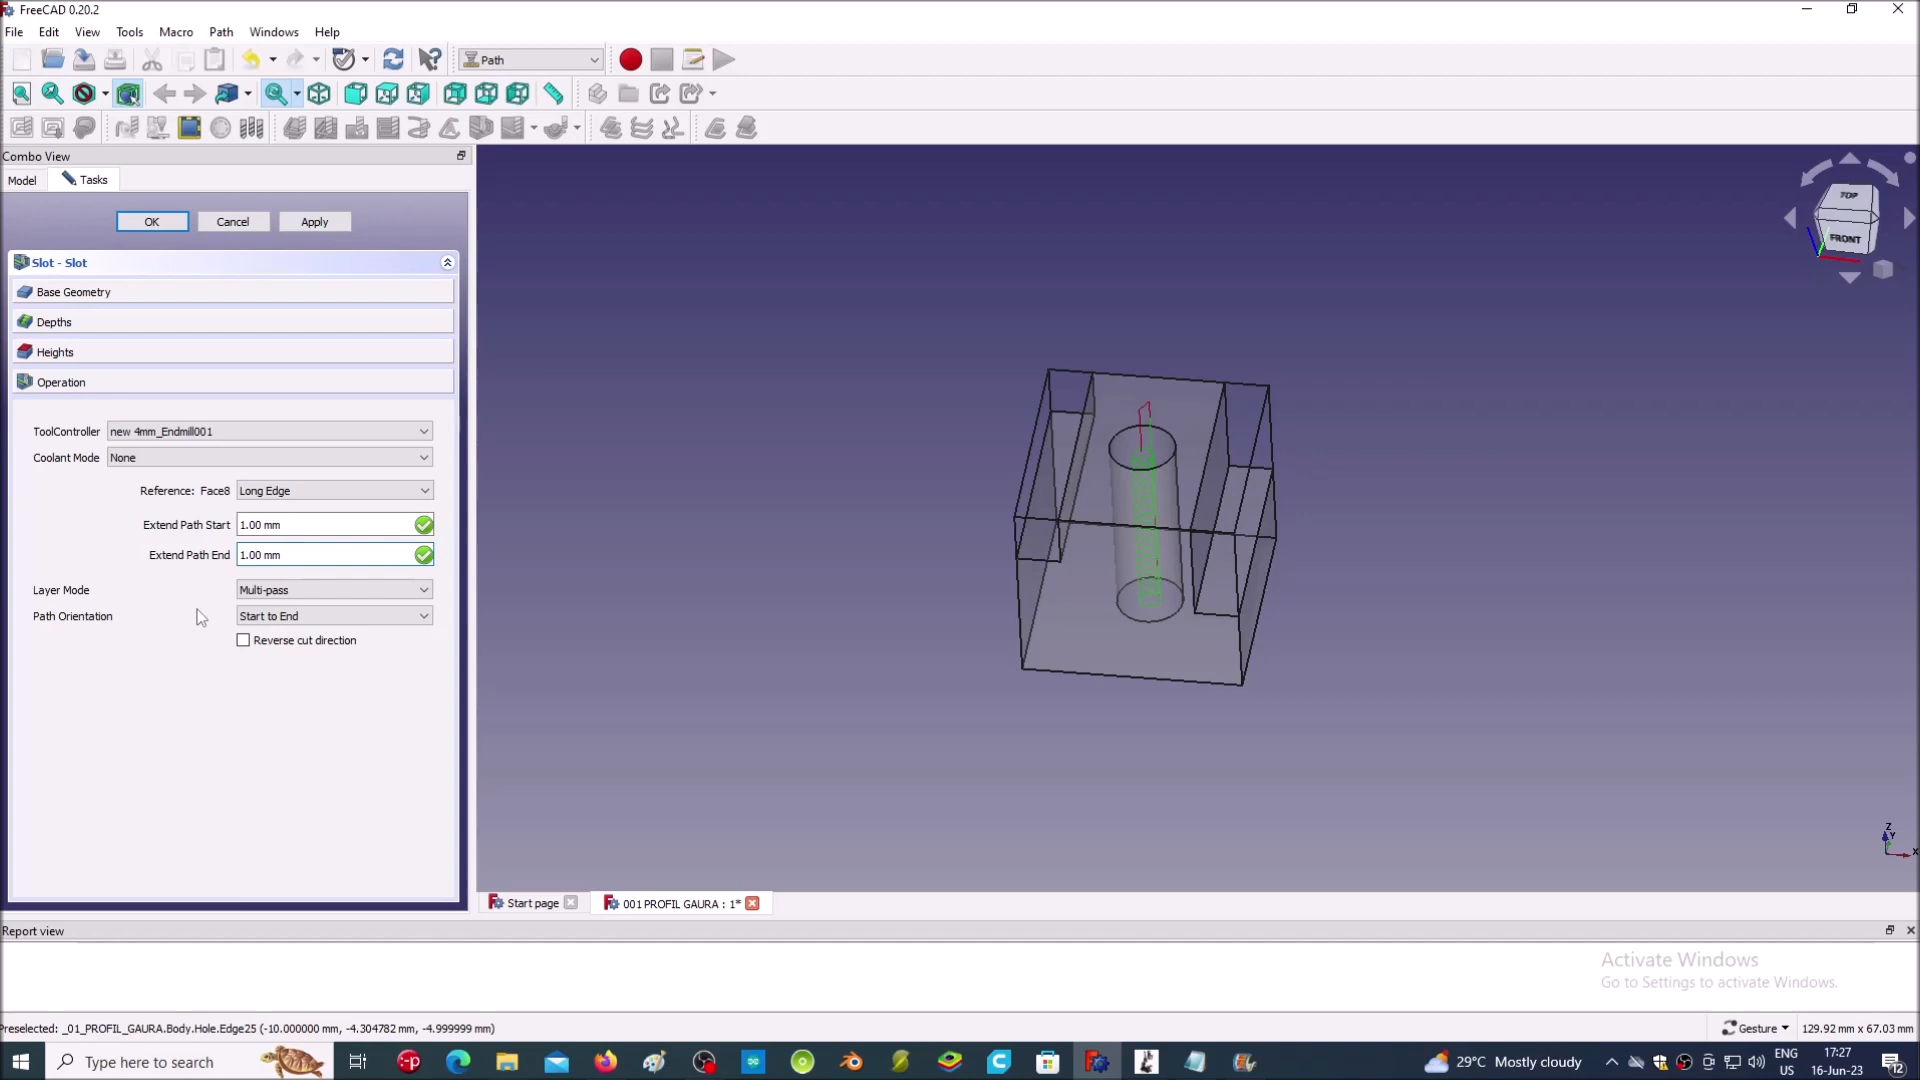 FreeCAD 0.20.2
File Edit View Tools Macro Path Windows Help
Path
Combo View
Model Tasks
OK Cancel Apply
Slot - Slot
Base Geometry
Depths
Heights
Operation
ToolController new 4mm_Endmill001
Coolant Mode None
Reference: Face8 Long Edge
Extend Path Start 1.00 mm
Extend Path End 1.00 mm
Layer Mode Multi-pass
Path Orientation Start to End
Reverse cut direction
TOP
FRONT
Z
Y
X
Start page 001 PROFIL GAURA : 1*
Report view
Activate Windows
Go to Settings to activate Windows.
Preselected: _01_PROFIL_GAURA.Body.Hole.Edge25 (-10.000000 mm, -4.304782 mm, -4.999999 mm)
Gesture 129.92 mm x 67.03 mm
Type here to search
29°C Mostly cloudy
ENG
US
17:27
16-Jun-23
12